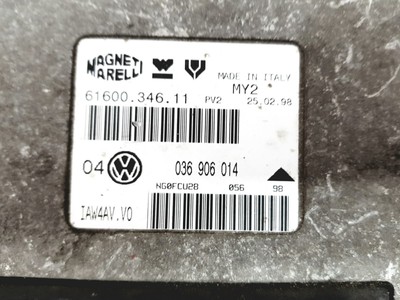 MAGNETI MARELLI MADE IN ITALY
MY2
61600.346.11 PV2 25.02.98
04 036 906 014
NG0FCU28 056 98
IAW4AV.V0